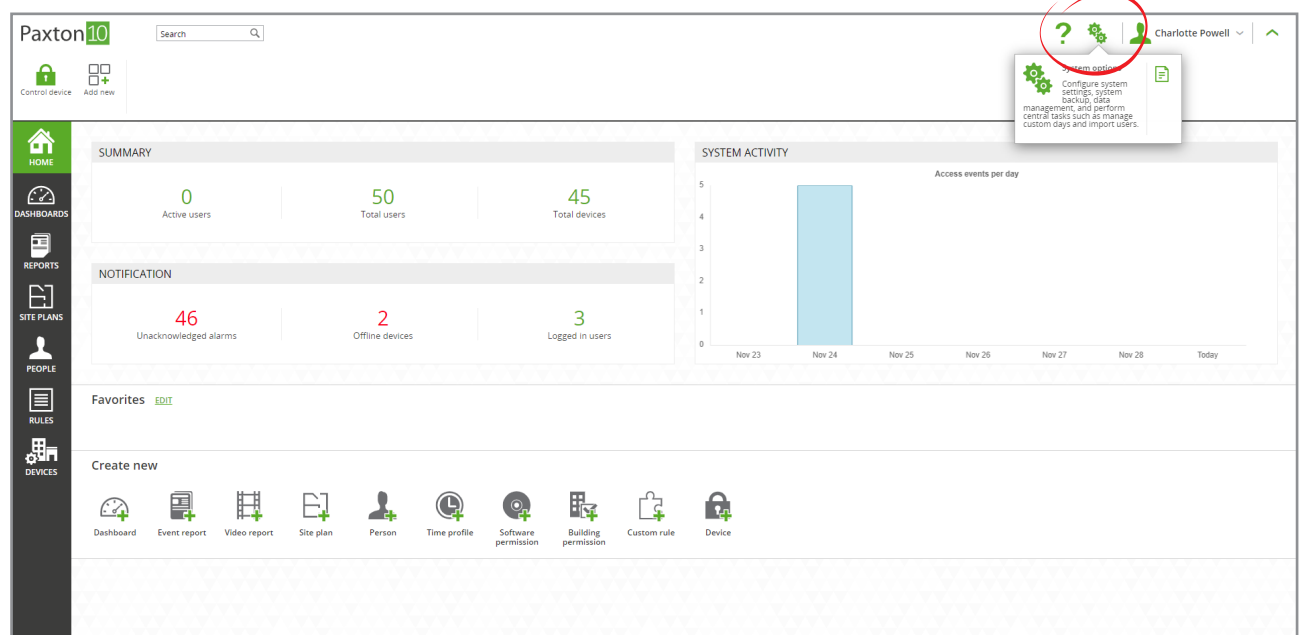 Paxton10
Search
?
Charlotte Powell
Control device
Add new
System options
Configure system
settings, system
backup, data
management, and perform
central tasks such as manage
custom days and import users.
HOME
DASHBOARDS
REPORTS
SITE PLANS
PEOPLE
RULES
DEVICES
SUMMARY
0
50
45
Active users
Total users
Total devices
NOTIFICATION
46
2
3
Unacknowledged alarms
Offline devices
Logged in users
SYSTEM ACTIVITY
Access events per day
5
4
3
2
1
0
Nov 23 Nov 24 Nov 25 Nov 26 Nov 27 Nov 28 Today
Favorites EDIT
Create new
Dashboard
Event report
Video report
Site plan
Person
Time profile
Software
permission
Building
permission
Custom rule
Device